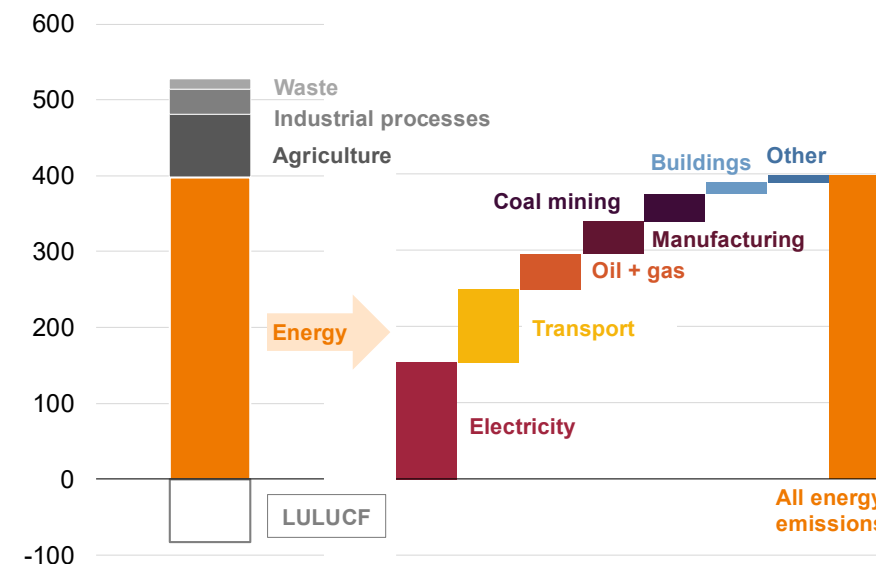 600
500
400
300
200
100
0
-100
Waste
Industrial processes
Agriculture
Energy
LULUCF
Electricity
Transport
Oil + gas
Manufacturing
Coal mining
Buildings
Other
All energy
emissions